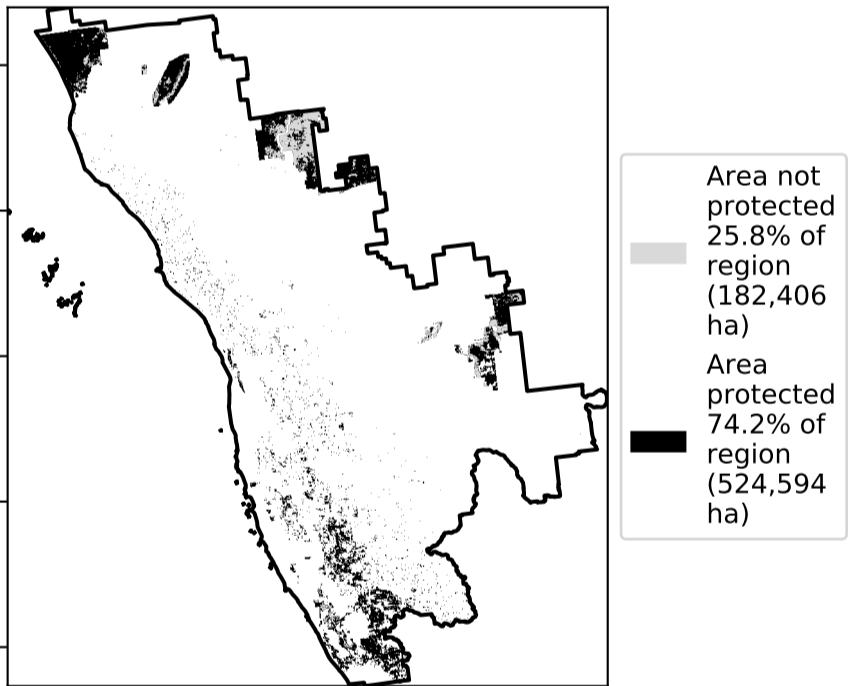 Area not
protected
25.8% of
region
(182,406
ha)
Area
protected
74.2% of
region
(524,594
ha)